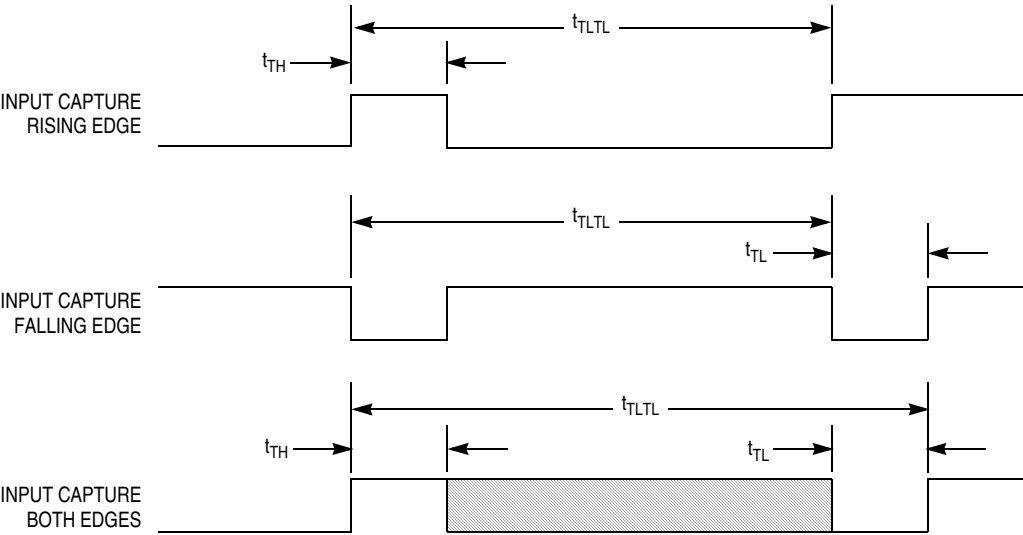 tTLTL
tTH
INPUT CAPTURE
RISING EDGE
tTLTL
tTL
INPUT CAPTURE
FALLING EDGE
tTLTL
tTH
tTL
INPUT CAPTURE
BOTH EDGES